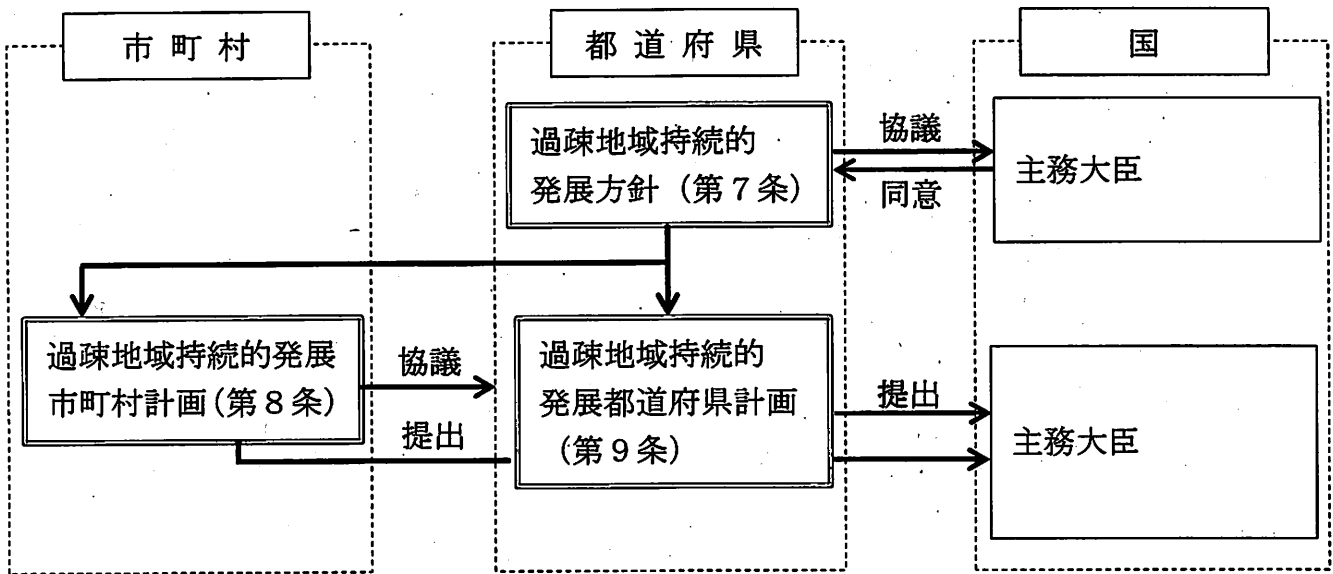 市町村
都道府県
国
過疎地域持続的
発展方針（第７条）
協議
同意
主務大臣
過疎地域持続的発展
市町村計画（第８条）
協議
提出
過疎地域持続的
発展都道府県計画
（第９条）
提出
主務大臣